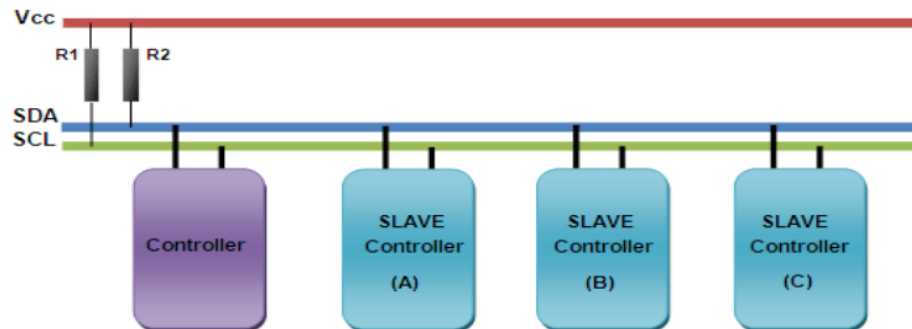 Vcc
R1 R2
SDA
SCL
Controller
SLAVE
Controller
(A)
SLAVE
Controller
(B)
SLAVE
Controller
(C)